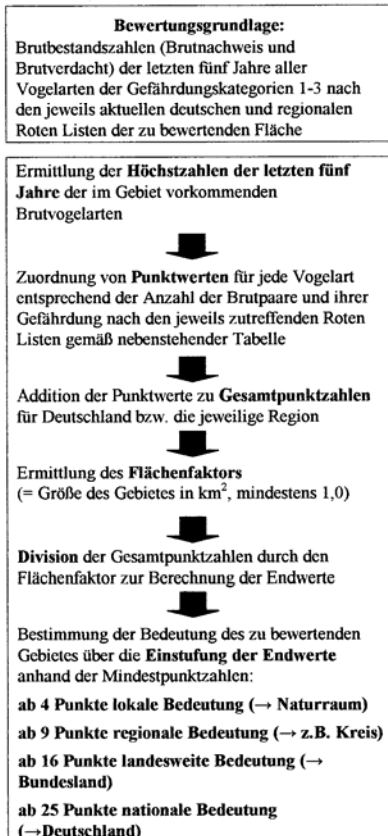 Bewertungsgrundlage:
Brutbestandszahlen (Brutnachweis und
Brutverdacht) der letzten fünf Jahre aller
Vogelarten der Gefährdungskategorien 1-3 nach
den jeweils aktuellen deutschen und regionalen
Roten Listen der zu bewertenden Fläche
Ermittlung der Höchstzahlen der letzten fünf
Jahre der im Gebiet vorkommenden
Brutvogelarten
Zuordnung von Punktwerten für jede Vogelart
entsprechend der Anzahl der Brutpaare und ihrer
Gefährdung nach den jeweils zutreffenden Roten
Listen gemäß nebenstehender Tabelle
Addition der Punktwerte zu Gesamtpunktzahlen
für Deutschland bzw. die jeweilige Region
Ermittlung des Flächenfaktors
(= Größe des Gebietes in km², mindestens 1,0)
Division der Gesamtpunktzahlen durch den
Flächenfaktor zur Berechnung der Endwerte
Bestimmung der Bedeutung des zu bewertenden
Gebietes über die Einstufung der Endwerte
anhand der Mindestpunktzahlen:
ab 4 Punkte lokale Bedeutung (→ Naturraum)
ab 9 Punkte regionale Bedeutung (→ z.B. Kreis)
ab 16 Punkte landesweite Bedeutung (→
Bundesland)
ab 25 Punkte nationale Bedeutung
(→Deutschland)